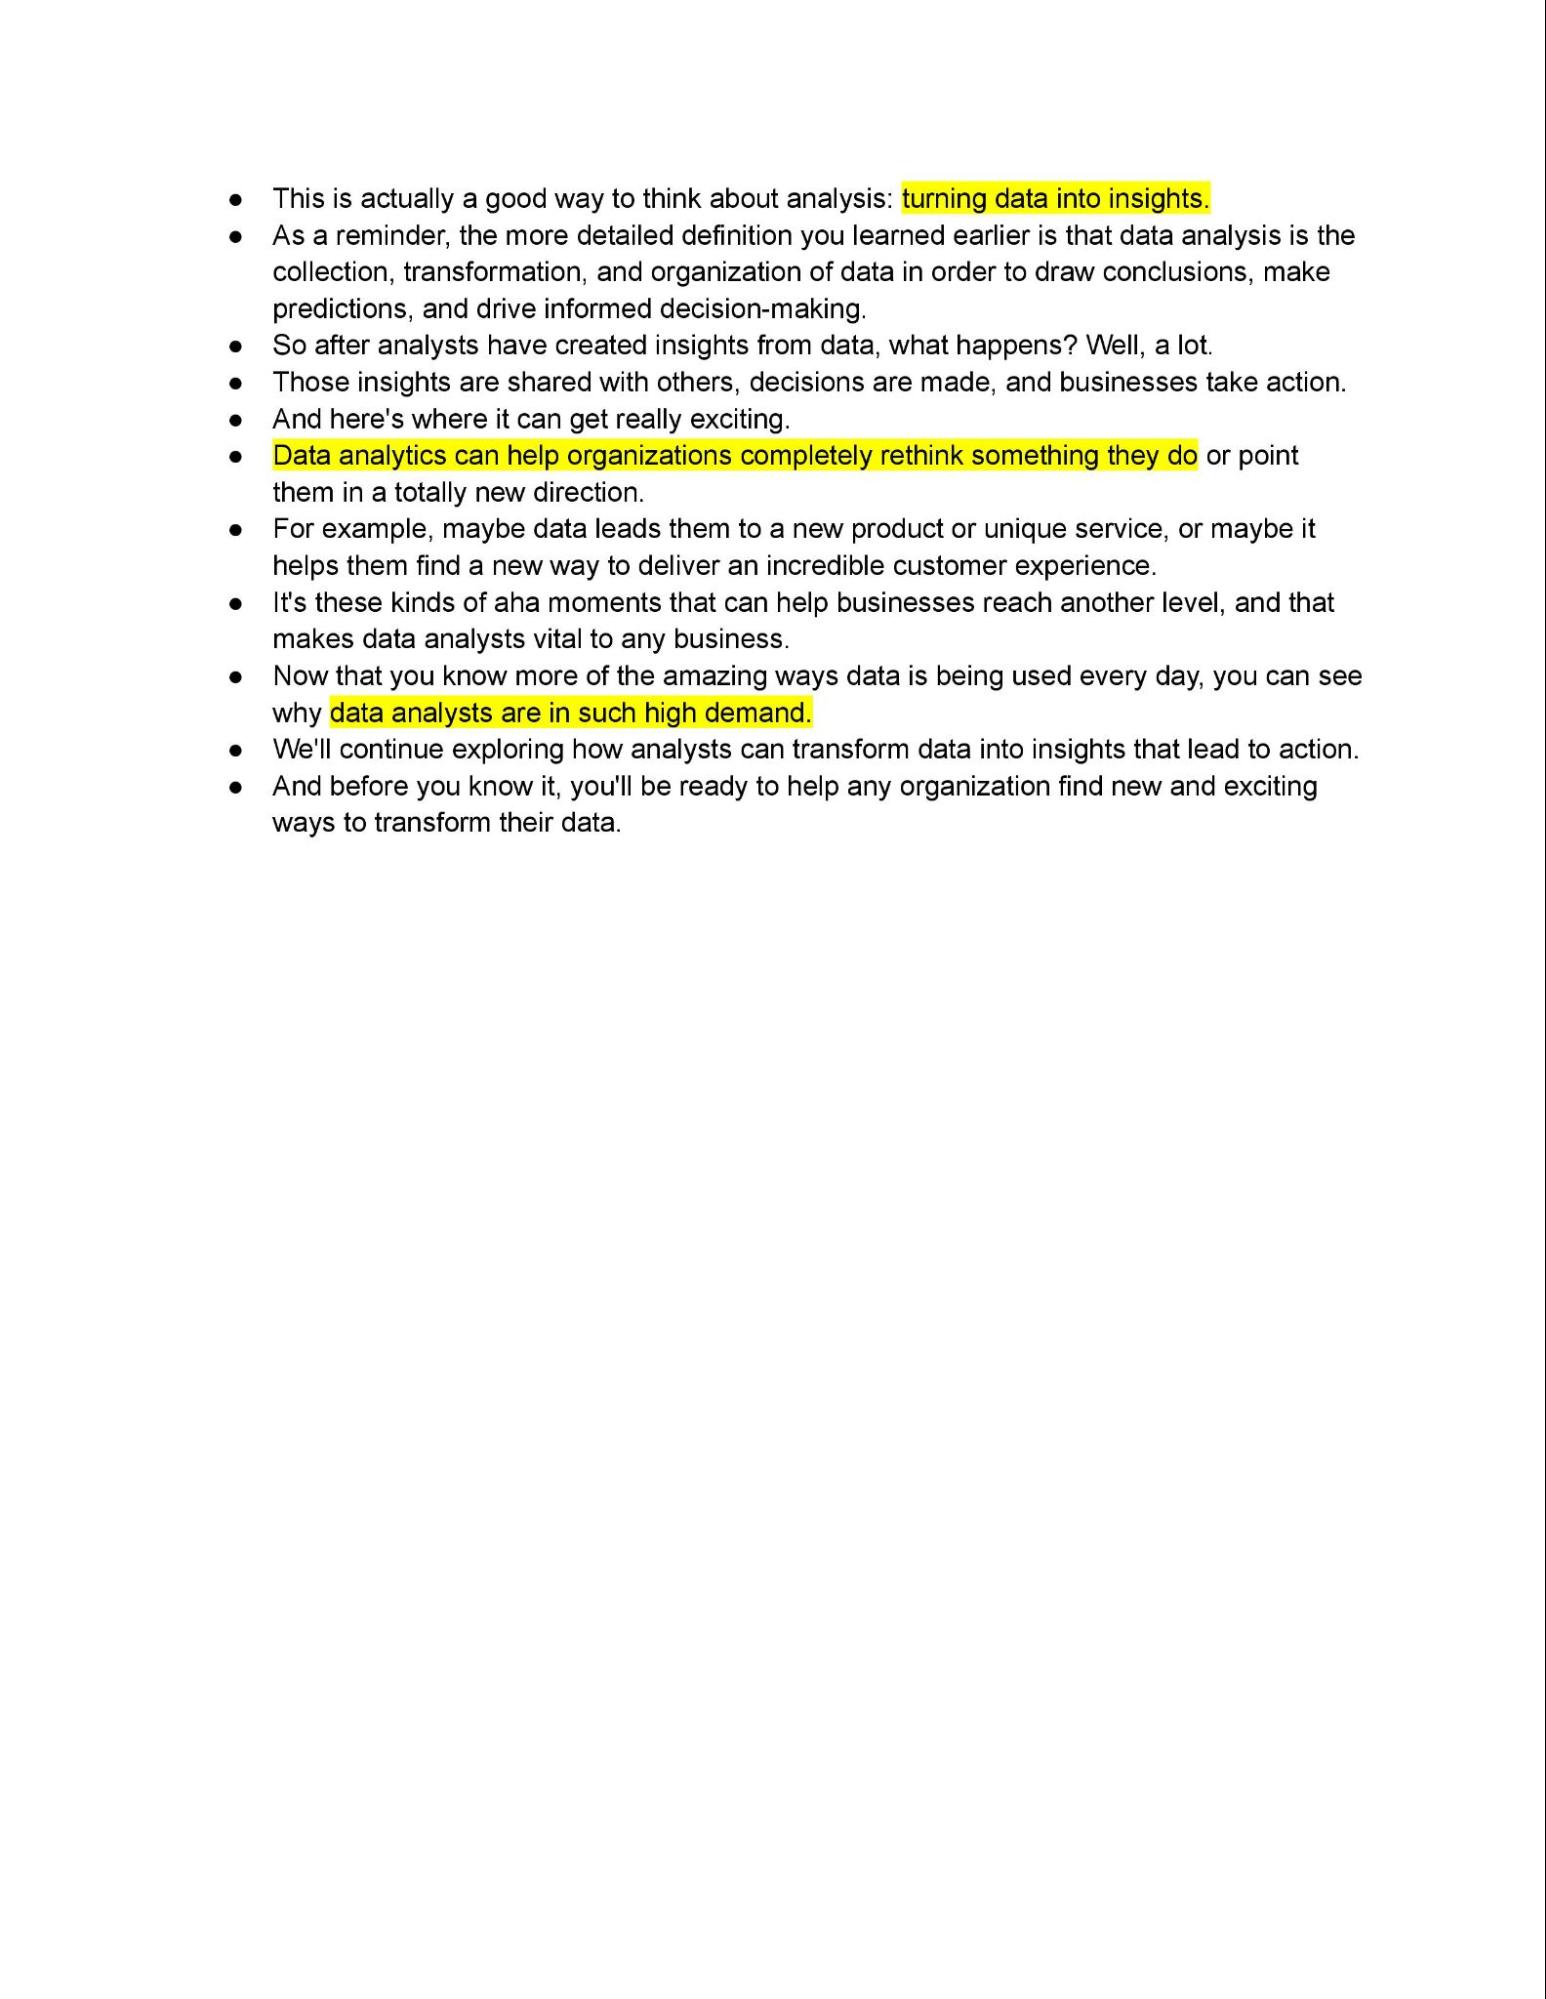 ● This is actually a good way to think about analysis: turning data into insights.
● As a reminder, the more detailed definition you learned earlier is that data analysis is the
collection, transformation, and organization of data in order to draw conclusions, make
predictions, and drive informed decision-making.
● So after analysts have created insights from data, what happens? Well, a lot.
● Those insights are shared with others, decisions are made, and businesses take action.
● And here's where it can get really exciting.
● Data analytics can help organizations completely rethink something they do or point
them in a totally new direction.
● For example, maybe data leads them to a new product or unique service, or maybe it
helps them find a new way to deliver an incredible customer experience.
● It's these kinds of aha moments that can help businesses reach another level, and that
makes data analysts vital to any business.
● Now that you know more of the amazing ways data is being used every day, you can see
why data analysts are in such high demand.
● We'll continue exploring how analysts can transform data into insights that lead to action.
● And before you know it, you'll be ready to help any organization find new and exciting
ways to transform their data.